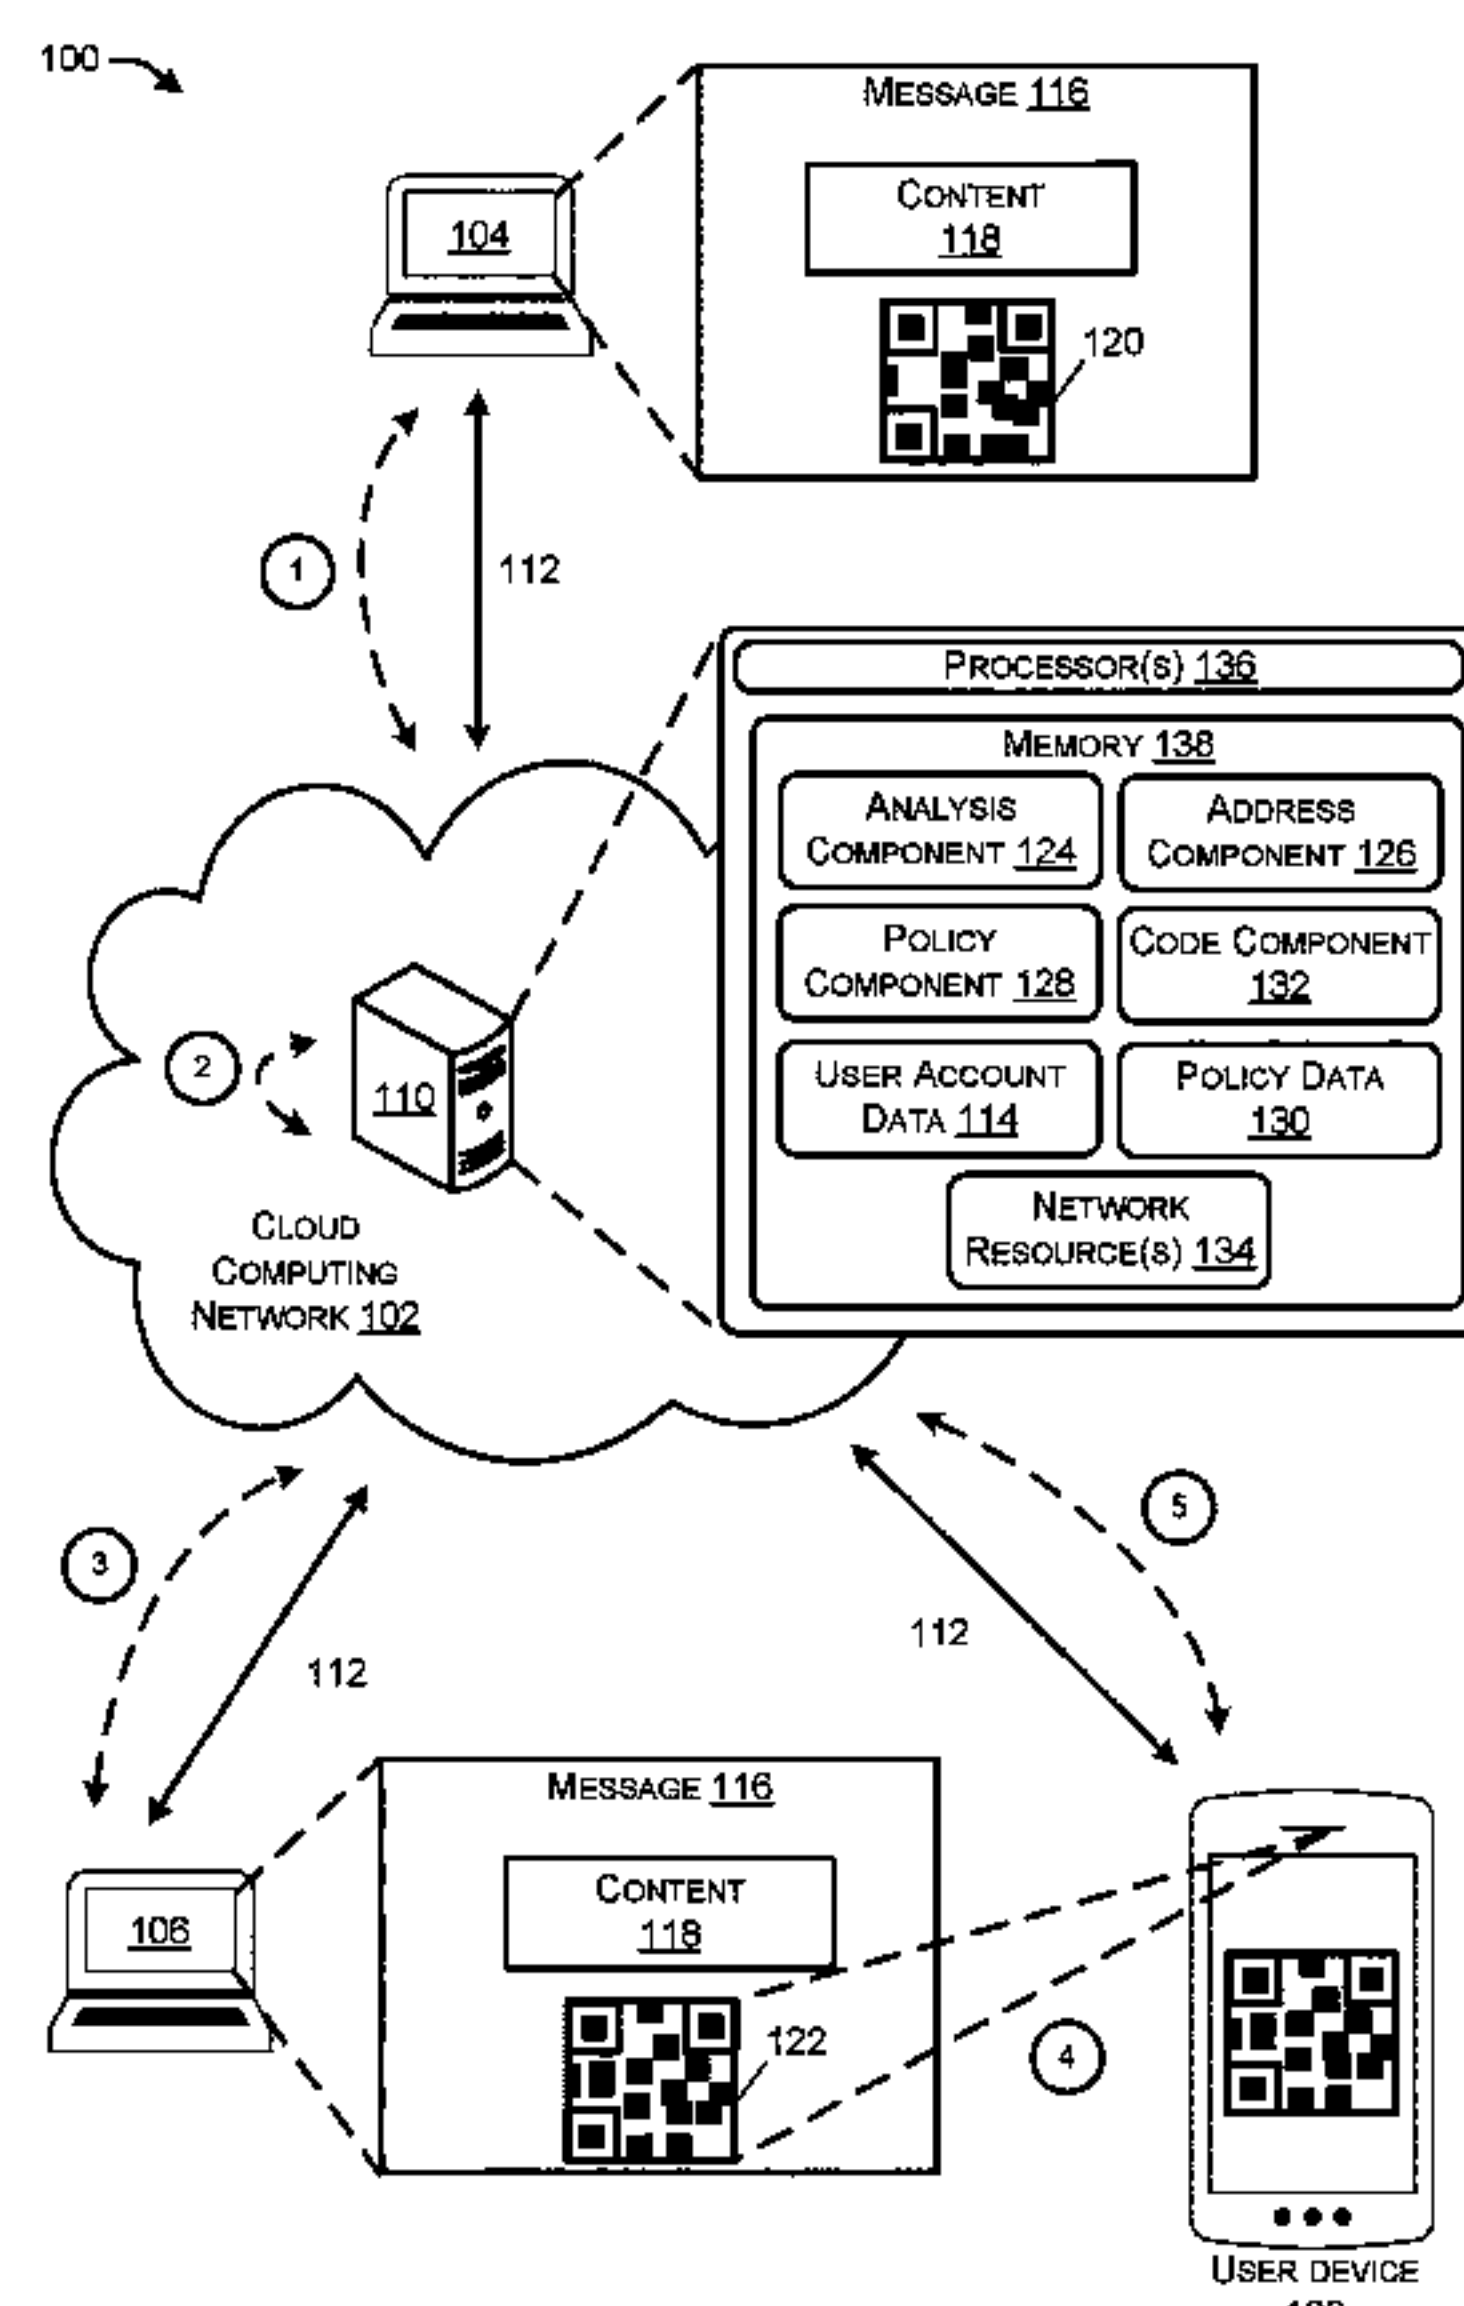 100
MESSAGE 116
CONTENT
118
104
120
1
112
PROCESSOR(S) 136
MEMORY 138
ANALYSIS
COMPONENT 124
ADDRESS
COMPONENT 126
POLICY
COMPONENT 128
CODE COMPONENT
132
USER ACCOUNT
DATA 114
POLICY DATA
130
NETWORK
RESOURCE(S) 134
2
110
CLOUD
COMPUTING
NETWORK 102
3
112
5
112
MESSAGE 116
CONTENT
118
106
122
4
USER DEVICE